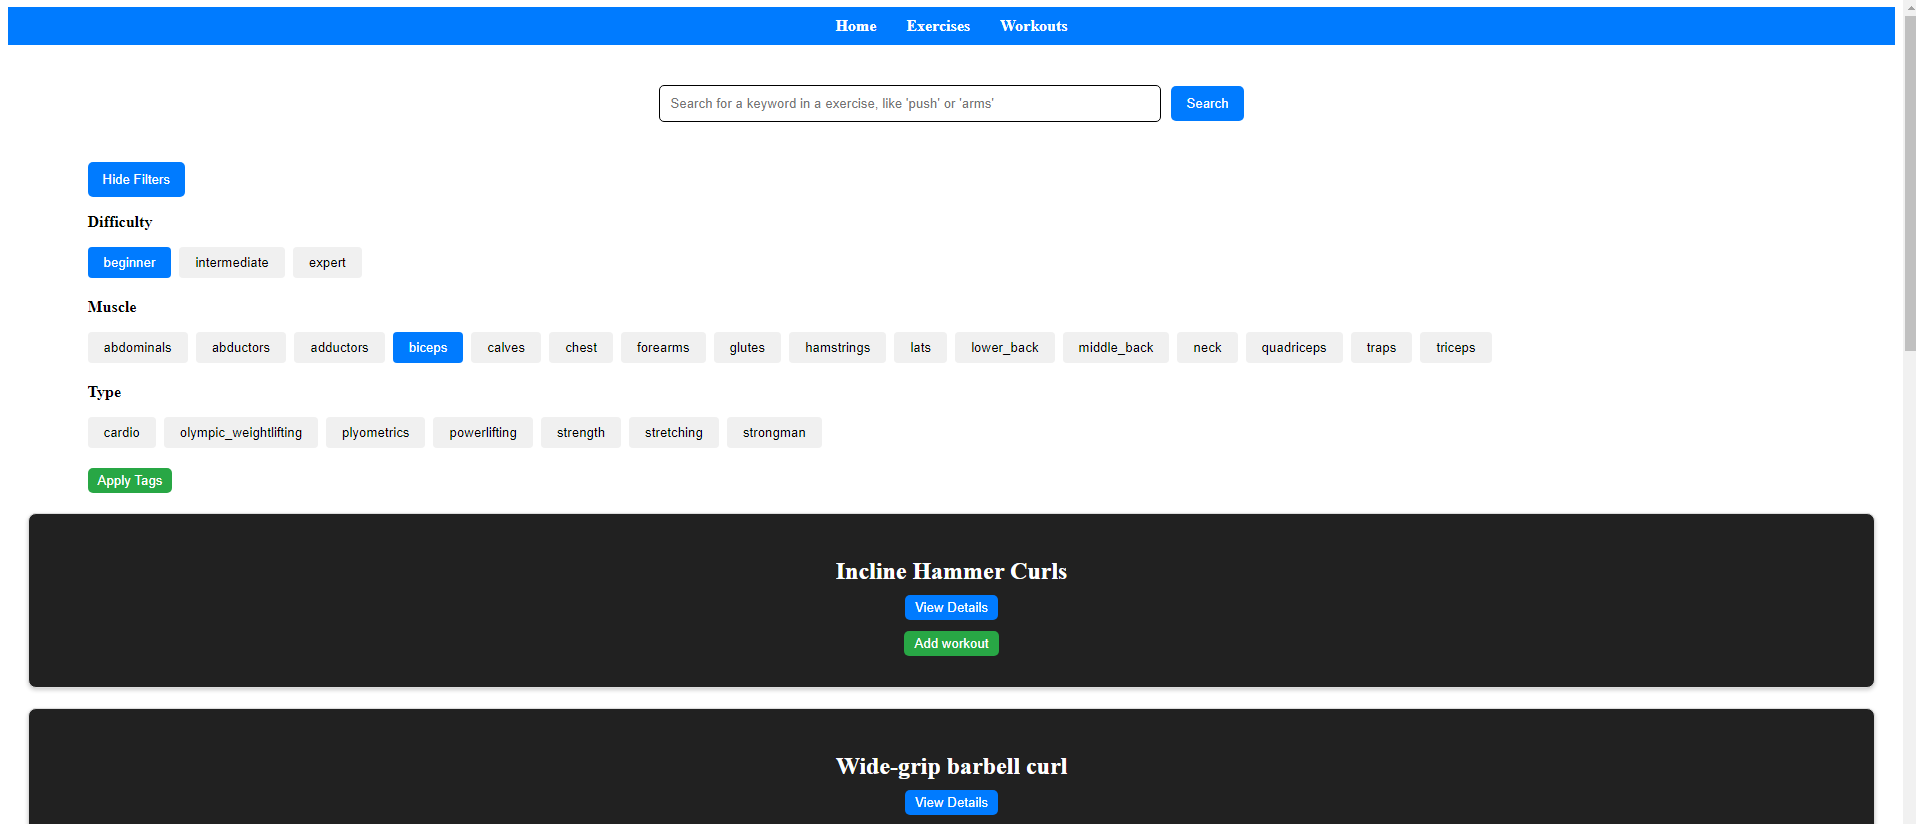 Home Exercises Workouts
Search for a keyword in a exercise, like 'push' or 'arms' Search
Hide Filters
Difficulty
beginner intermediate expert
Muscle
abdominals abductors adductors biceps calves chest forearms glutes hamstrings lats lower_back middle_back neck quadriceps traps triceps
Type
cardio olympic_weightlifting plyometrics powerlifting strength stretching strongman
Apply Tags
Incline Hammer Curls
View Details
Add workout
Wide-grip barbell curl
View Details